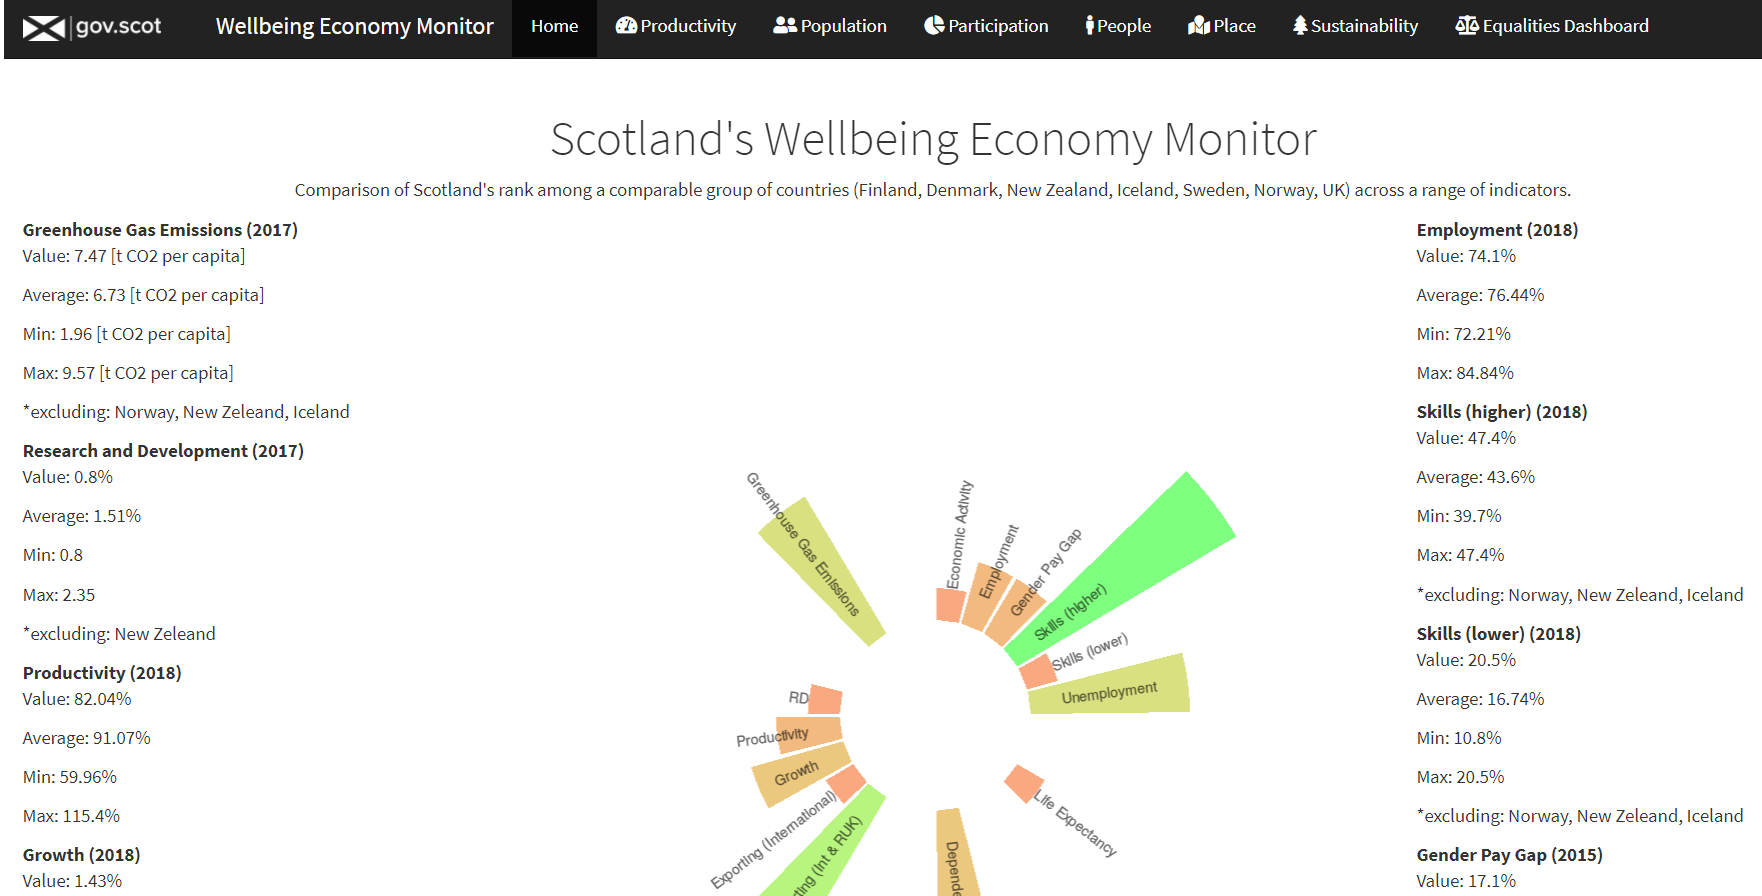 gov.scot
Wellbeing Economy Monitor
Home
Productivity
Population
Participation
People
Place
Sustainability
Equalities Dashboard
Scotland's Wellbeing Economy Monitor
Comparison of Scotland's rank among a comparable group of countries (Finland, Denmark, New Zealand, Iceland, Sweden, Norway, UK) across a range of indicators.
Greenhouse Gas Emissions (2017)
Value: 7.47 [t CO2 per capita]
Average: 6.73 [t CO2 per capita]
Min: 1.96 [t CO2 per capita]
Max: 9.57 [t CO2 per capita]
*excluding: Norway, New Zeleand, Iceland
Research and Development (2017)
Value: 0.8%
Average: 1.51%
Min: 0.8
Max: 2.35
*excluding: New Zeleand
Productivity (2018)
Value: 82.04%
Average: 91.07%
Min: 59.96%
Max: 115.4%
Growth (2018)
Value: 1.43%
Greenhouse Gas Emissions
Economic Activity
Employment
Gender Pay Gap
Skills (higher)
Skills (lower)
Unemployment
RD
Productivity
Growth
Exporting (International)
ting (Int & RUK)
Life Expectancy
Depende
Employment (2018)
Value: 74.1%
Average: 76.44%
Min: 72.21%
Max: 84.84%
Skills (higher) (2018)
Value: 47.4%
Average: 43.6%
Min: 39.7%
Max: 47.4%
*excluding: Norway, New Zeleand, Iceland
Skills (lower) (2018)
Value: 20.5%
Average: 16.74%
Min: 10.8%
Max: 20.5%
*excluding: Norway, New Zeleand, Iceland
Gender Pay Gap (2015)
Value: 17.1%